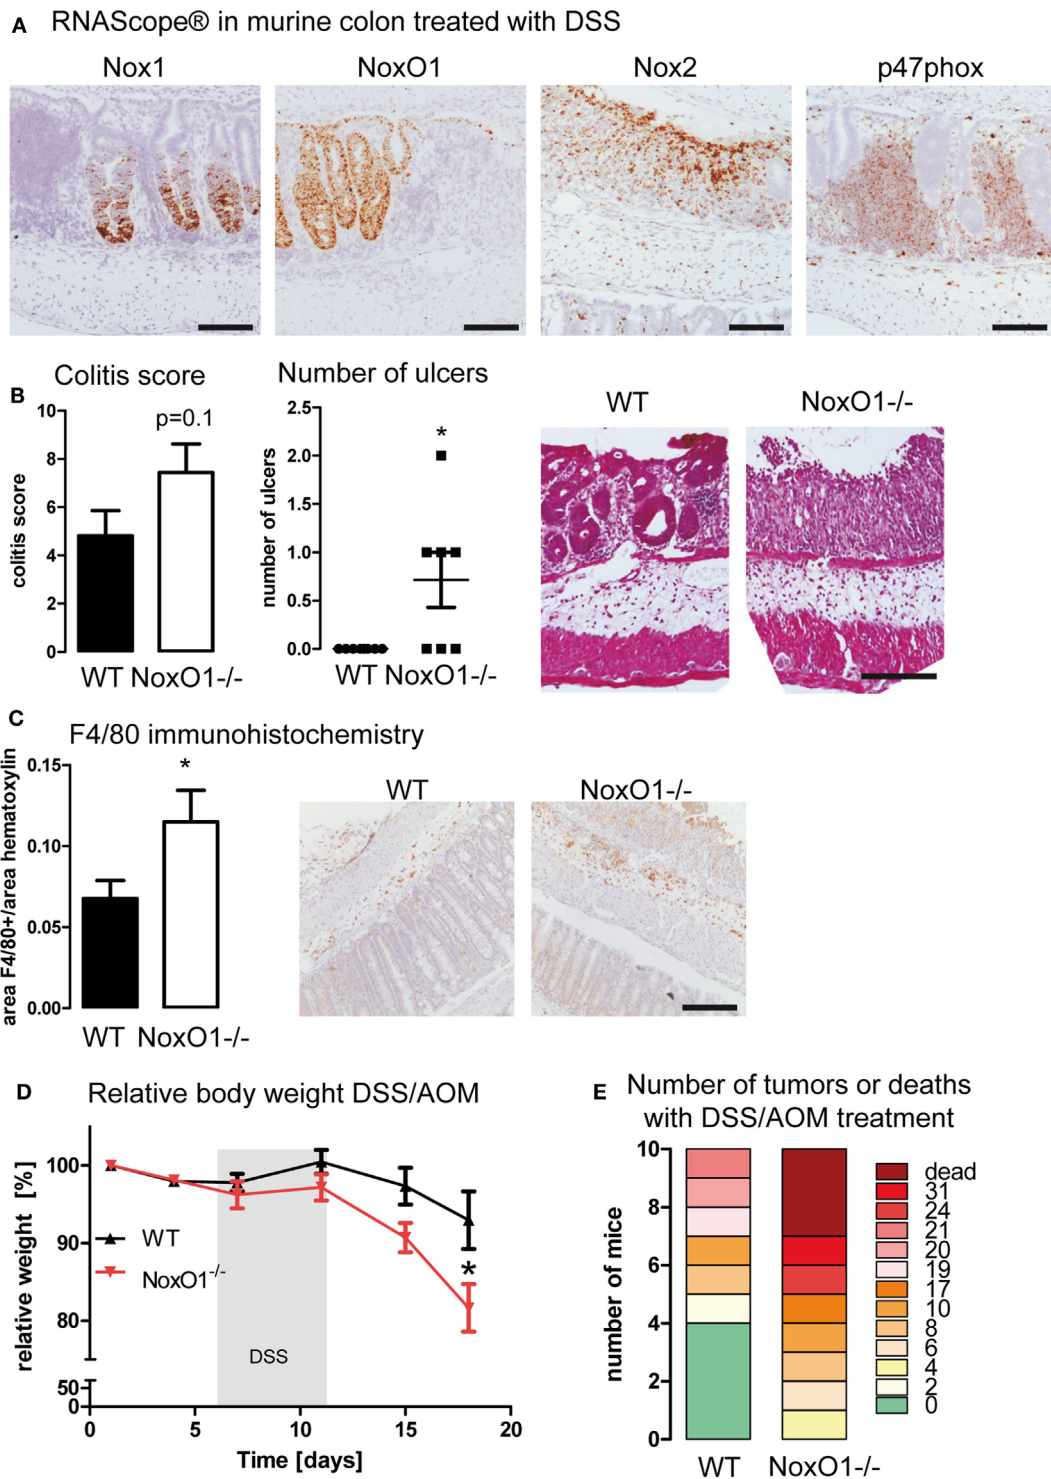 A RNAScope® in murine colon treated with DSS
Nox1 NoxO1 Nox2 p47phox
B Colitis score
p=0.1
colitis score
10
8
6
4
2
0
WT NoxO1-/-
Number of ulcers
*
number of ulcers
2.5
2.0
1.5
1.0
0.5
0.0
WT NoxO1-/-
WT NoxO1-/-
C F4/80 immunohistochemistry
*
area F4/80+/area hematoxylin
0.15
0.10
0.05
0.00
WT NoxO1-/-
WT NoxO1-/-
D Relative body weight DSS/AOM
relative weight [%]
100
90
80
50
0
WT
NoxO1-/-
*
DSS
0 5 10 15 20
Time [days]
E Number of tumors or deaths
with DSS/AOM treatment
number of mice
10
8
6
4
2
0
WT NoxO1-/-
dead
31
24
21
20
19
17
10
8
6
4
2
0